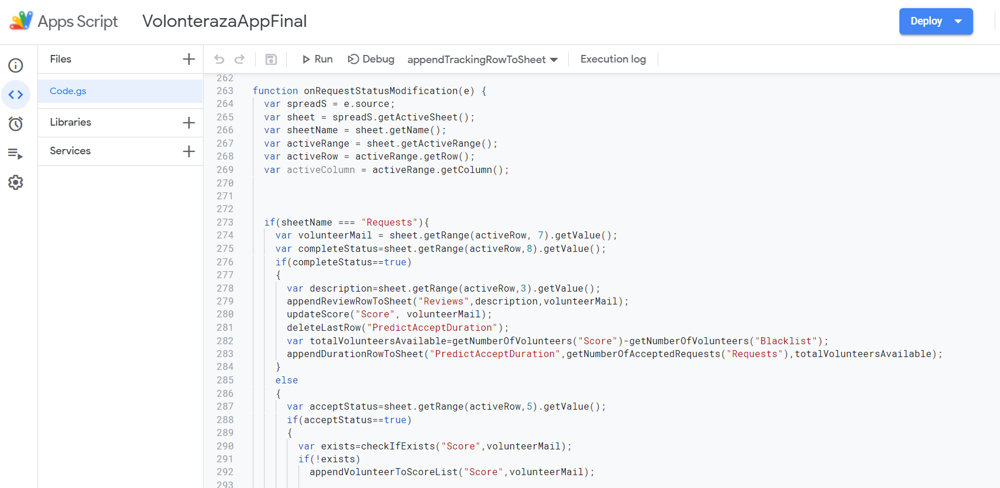 Apps Script VolonterazaAppFinal Deploy
Files
Code.gs
Libraries
Services
Run Debug appendTrackingRowToSheet Execution log
262
263 function onRequestStatusModification(e) {
264 var spreadS = e.source;
265 var sheet = spreadS.getActiveSheet();
266 var sheetName = sheet.getName();
267 var activeRange = sheet.getActiveRange();
268 var activeRow = activeRange.getRow();
269 var activeColumn = activeRange.getColumn();
270
271
272
273 if(sheetName === "Requests"){
274 var volunteerMail = sheet.getRange(activeRow, 7).getValue();
275 var completeStatus=sheet.getRange(activeRow,8).getValue();
276 if(completeStatus==true)
277 {
278 var description=sheet.getRange(activeRow,3).getValue();
279 appendReviewRowToSheet("Reviews",description,volunteerMail);
280 updateScore("Score", volunteerMail);
281 deleteLastRow("PredictAcceptDuration");
282 var totalVolunteersAvailable=getNumberOfVolunteers("Score")-getNumberOfVolunteers("Blacklist");
283 appendDurationRowToSheet("PredictAcceptDuration",getNumberOfAcceptedRequests("Requests"),totalVolunteersAvailable);
284 }
285 else
286 {
287 var acceptStatus=sheet.getRange(activeRow,5).getValue();
288 if(acceptStatus==true)
289 {
290 var exists=checkIfExists("Score",volunteerMail);
291 if(!exists)
292 appendVolunteerToScoreList("Score",volunteerMail);
293